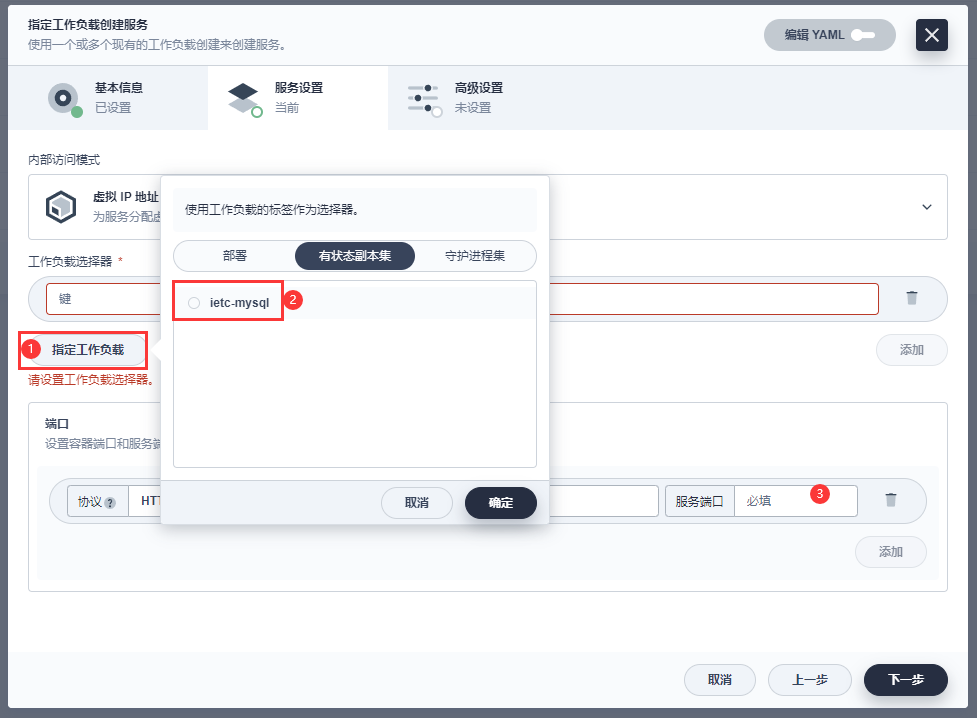 指定工作负载创建服务
使用一个或多个现有的工作负载创建来创建服务。
编辑 YAML
基本信息
已设置
服务设置
当前
高级设置
未设置
内部访问模式
虚拟 IP 地址
为服务分配虚
使用工作负载的标签作为选择器。
部署
有状态副本集
守护进程集
工作负载选择器 *
键
ietc-mysql
2
1
指定工作负载
添加
请设置工作负载选择器。
端口
设置容器端口和服务端
协议 ?
HTT
服务端口
必填
3
取消
确定
添加
取消
上一步
下一步